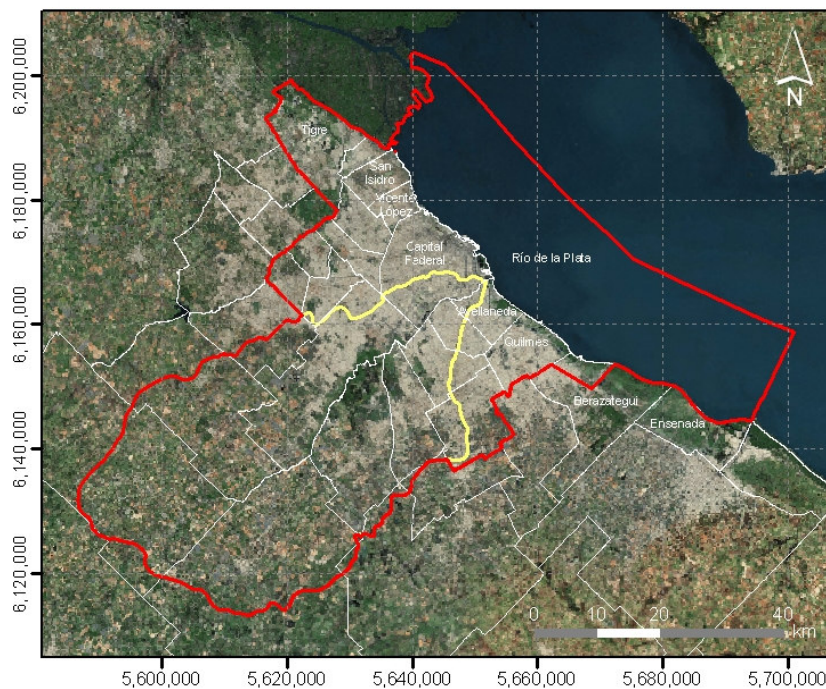 6,200,000
6,180,000
6,160,000
6,140,000
6,120,000
N
Tigre
San
Isidro
Vicente
López
Capital
Federal
Río de la Plata
Avellaneda
Quilmes
Berazategui
Ensenada
0 10 20 40
km
5,600,000 5,620,000 5,640,000 5,660,000 5,680,000 5,700,000